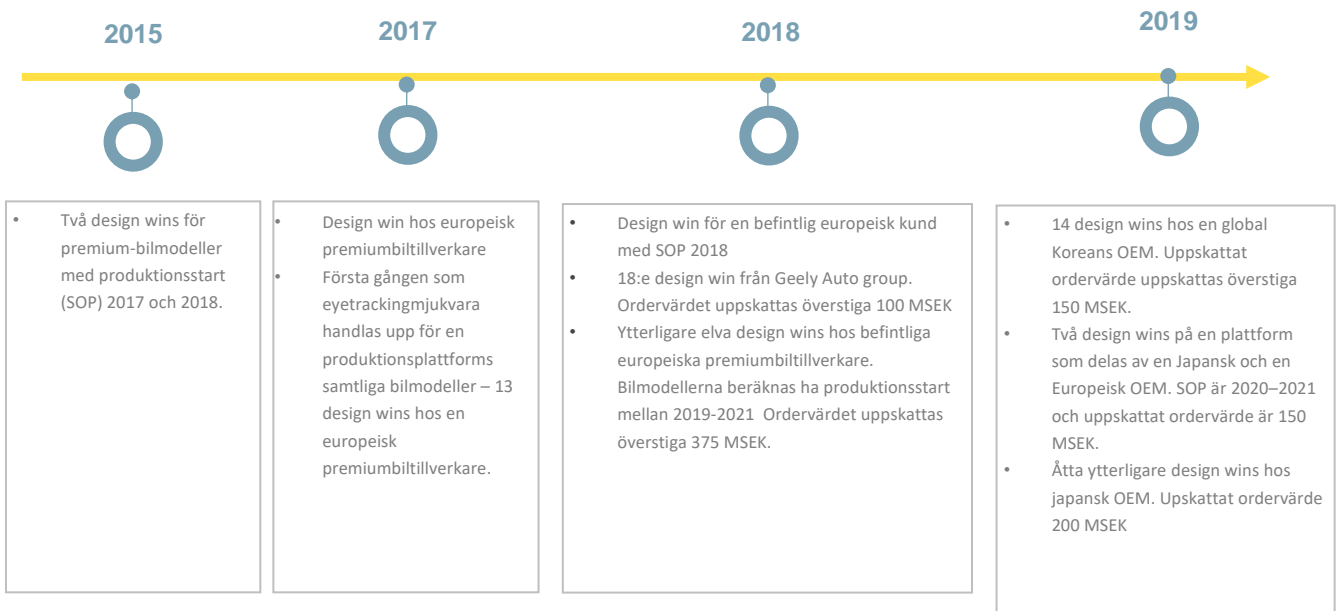 2015
2017
2018
2019
• Två design wins för
premium-bilmodeller
med produktionsstart
(SOP) 2017 och 2018.
• Design win hos europeisk
premiumbiltillverkare
• Första gången som
eyetrackingmjukvara
handlas upp för en
produktionsplattforms
samtliga bilmodeller – 13
design wins hos en
europeisk
premiumbiltillverkare.
• Design win för en befintlig europeisk kund
med SOP 2018
• 18:e design win från Geely Auto group.
Ordervärdet uppskattas överstiga 100 MSEK
• Ytterligare elva design wins hos befintliga
europeiska premiumbiltillverkare.
Bilmodellerna beräknas ha produktionsstart
mellan 2019-2021 Ordervärdet uppskattas
överstiga 375 MSEK.
• 14 design wins hos en global
Koreans OEM. Uppskattat
ordervärde uppskattas överstiga
150 MSEK.
• Två design wins på en plattform
som delas av en Japansk och en
Europeisk OEM. SOP är 2020–2021
och uppskattat ordervärde är 150
MSEK.
• Åtta ytterligare design wins hos
japansk OEM. Upskattat ordervärde
200 MSEK